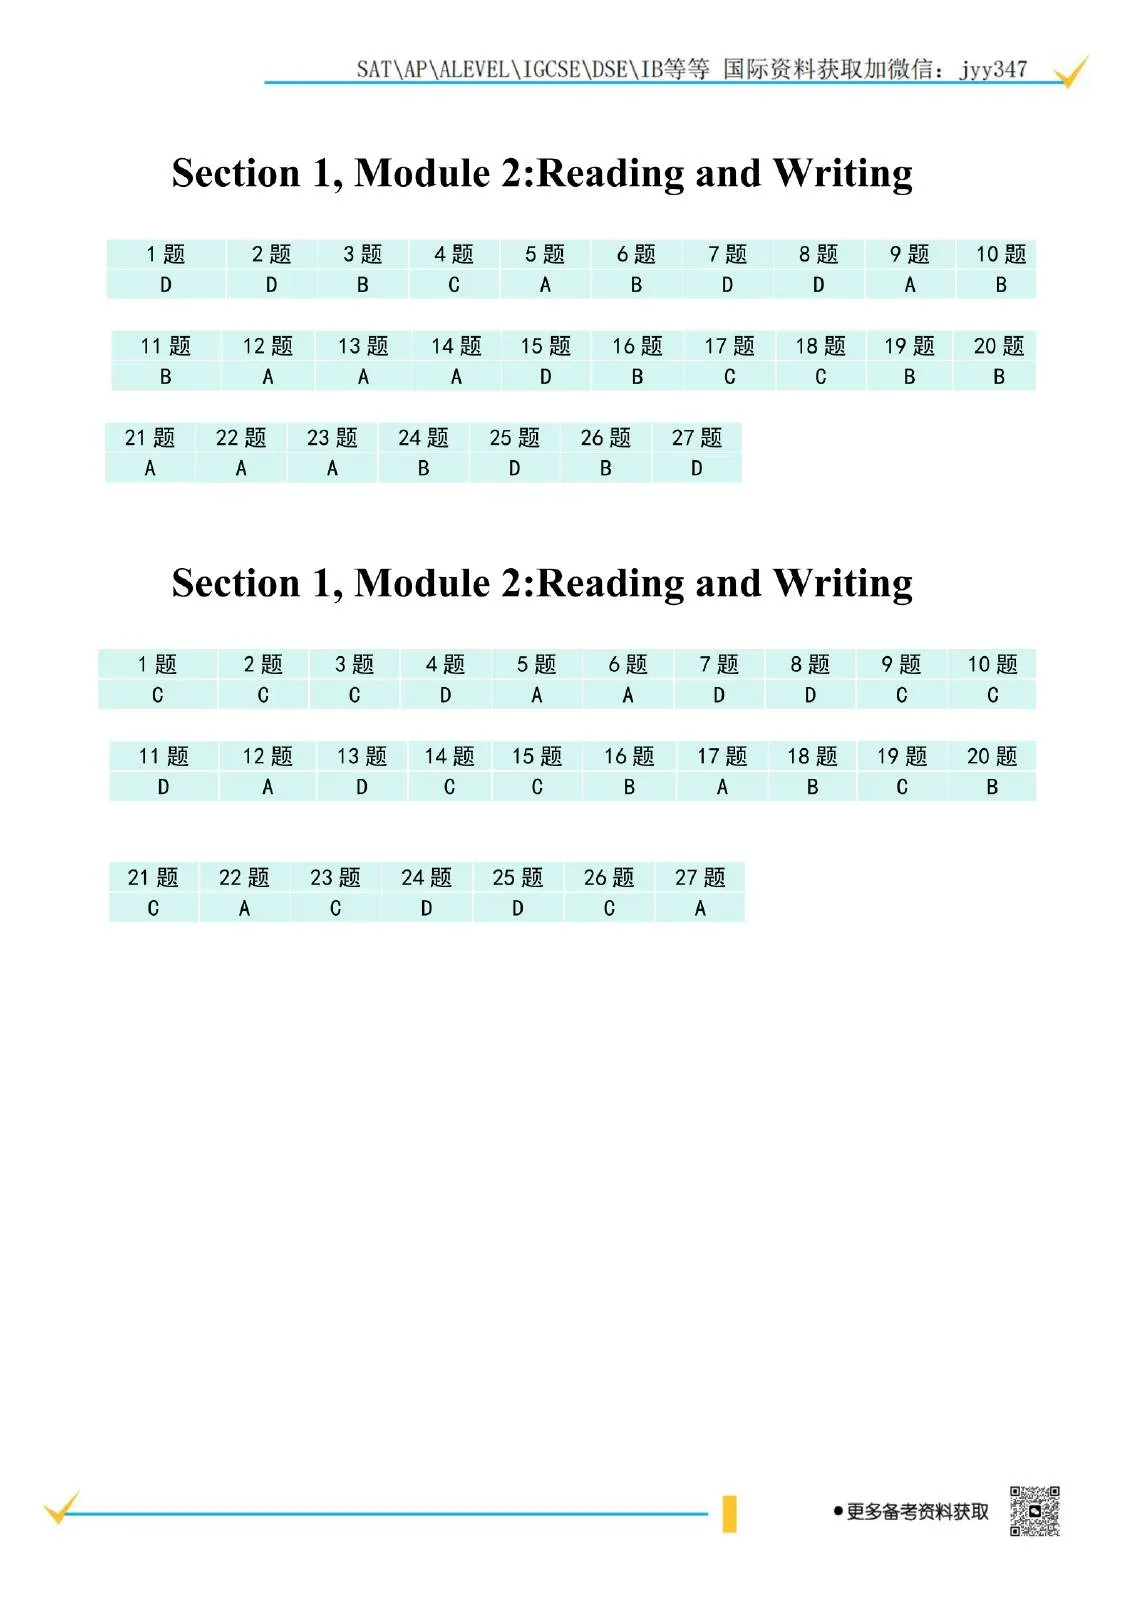 SAT\AP\ALEVEL\IGCSE\DSE\IB等等 国际资料获取加微信：jyy347
Section 1, Module 2:Reading and Writing
1 题 2 题 3 题 4 题 5 题 6 题 7 题 8 题 9 题 10 题
D D B C A B D D A B
11 题 12 题 13 题 14 题 15 题 16 题 17 题 18 题 19 题 20 题
B A A A D B C C B B
21 题 22 题 23 题 24 题 25 题 26 题 27 题
A A A B D B D
Section 1, Module 2:Reading and Writing
1 题 2 题 3 题 4 题 5 题 6 题 7 题 8 题 9 题 10 题
C C C D A A D D C C
11 题 12 题 13 题 14 题 15 题 16 题 17 题 18 题 19 题 20 题
D A D C C B A B C B
21 题 22 题 23 题 24 题 25 题 26 题 27 题
C A C D D C A
●更多备考资料获取